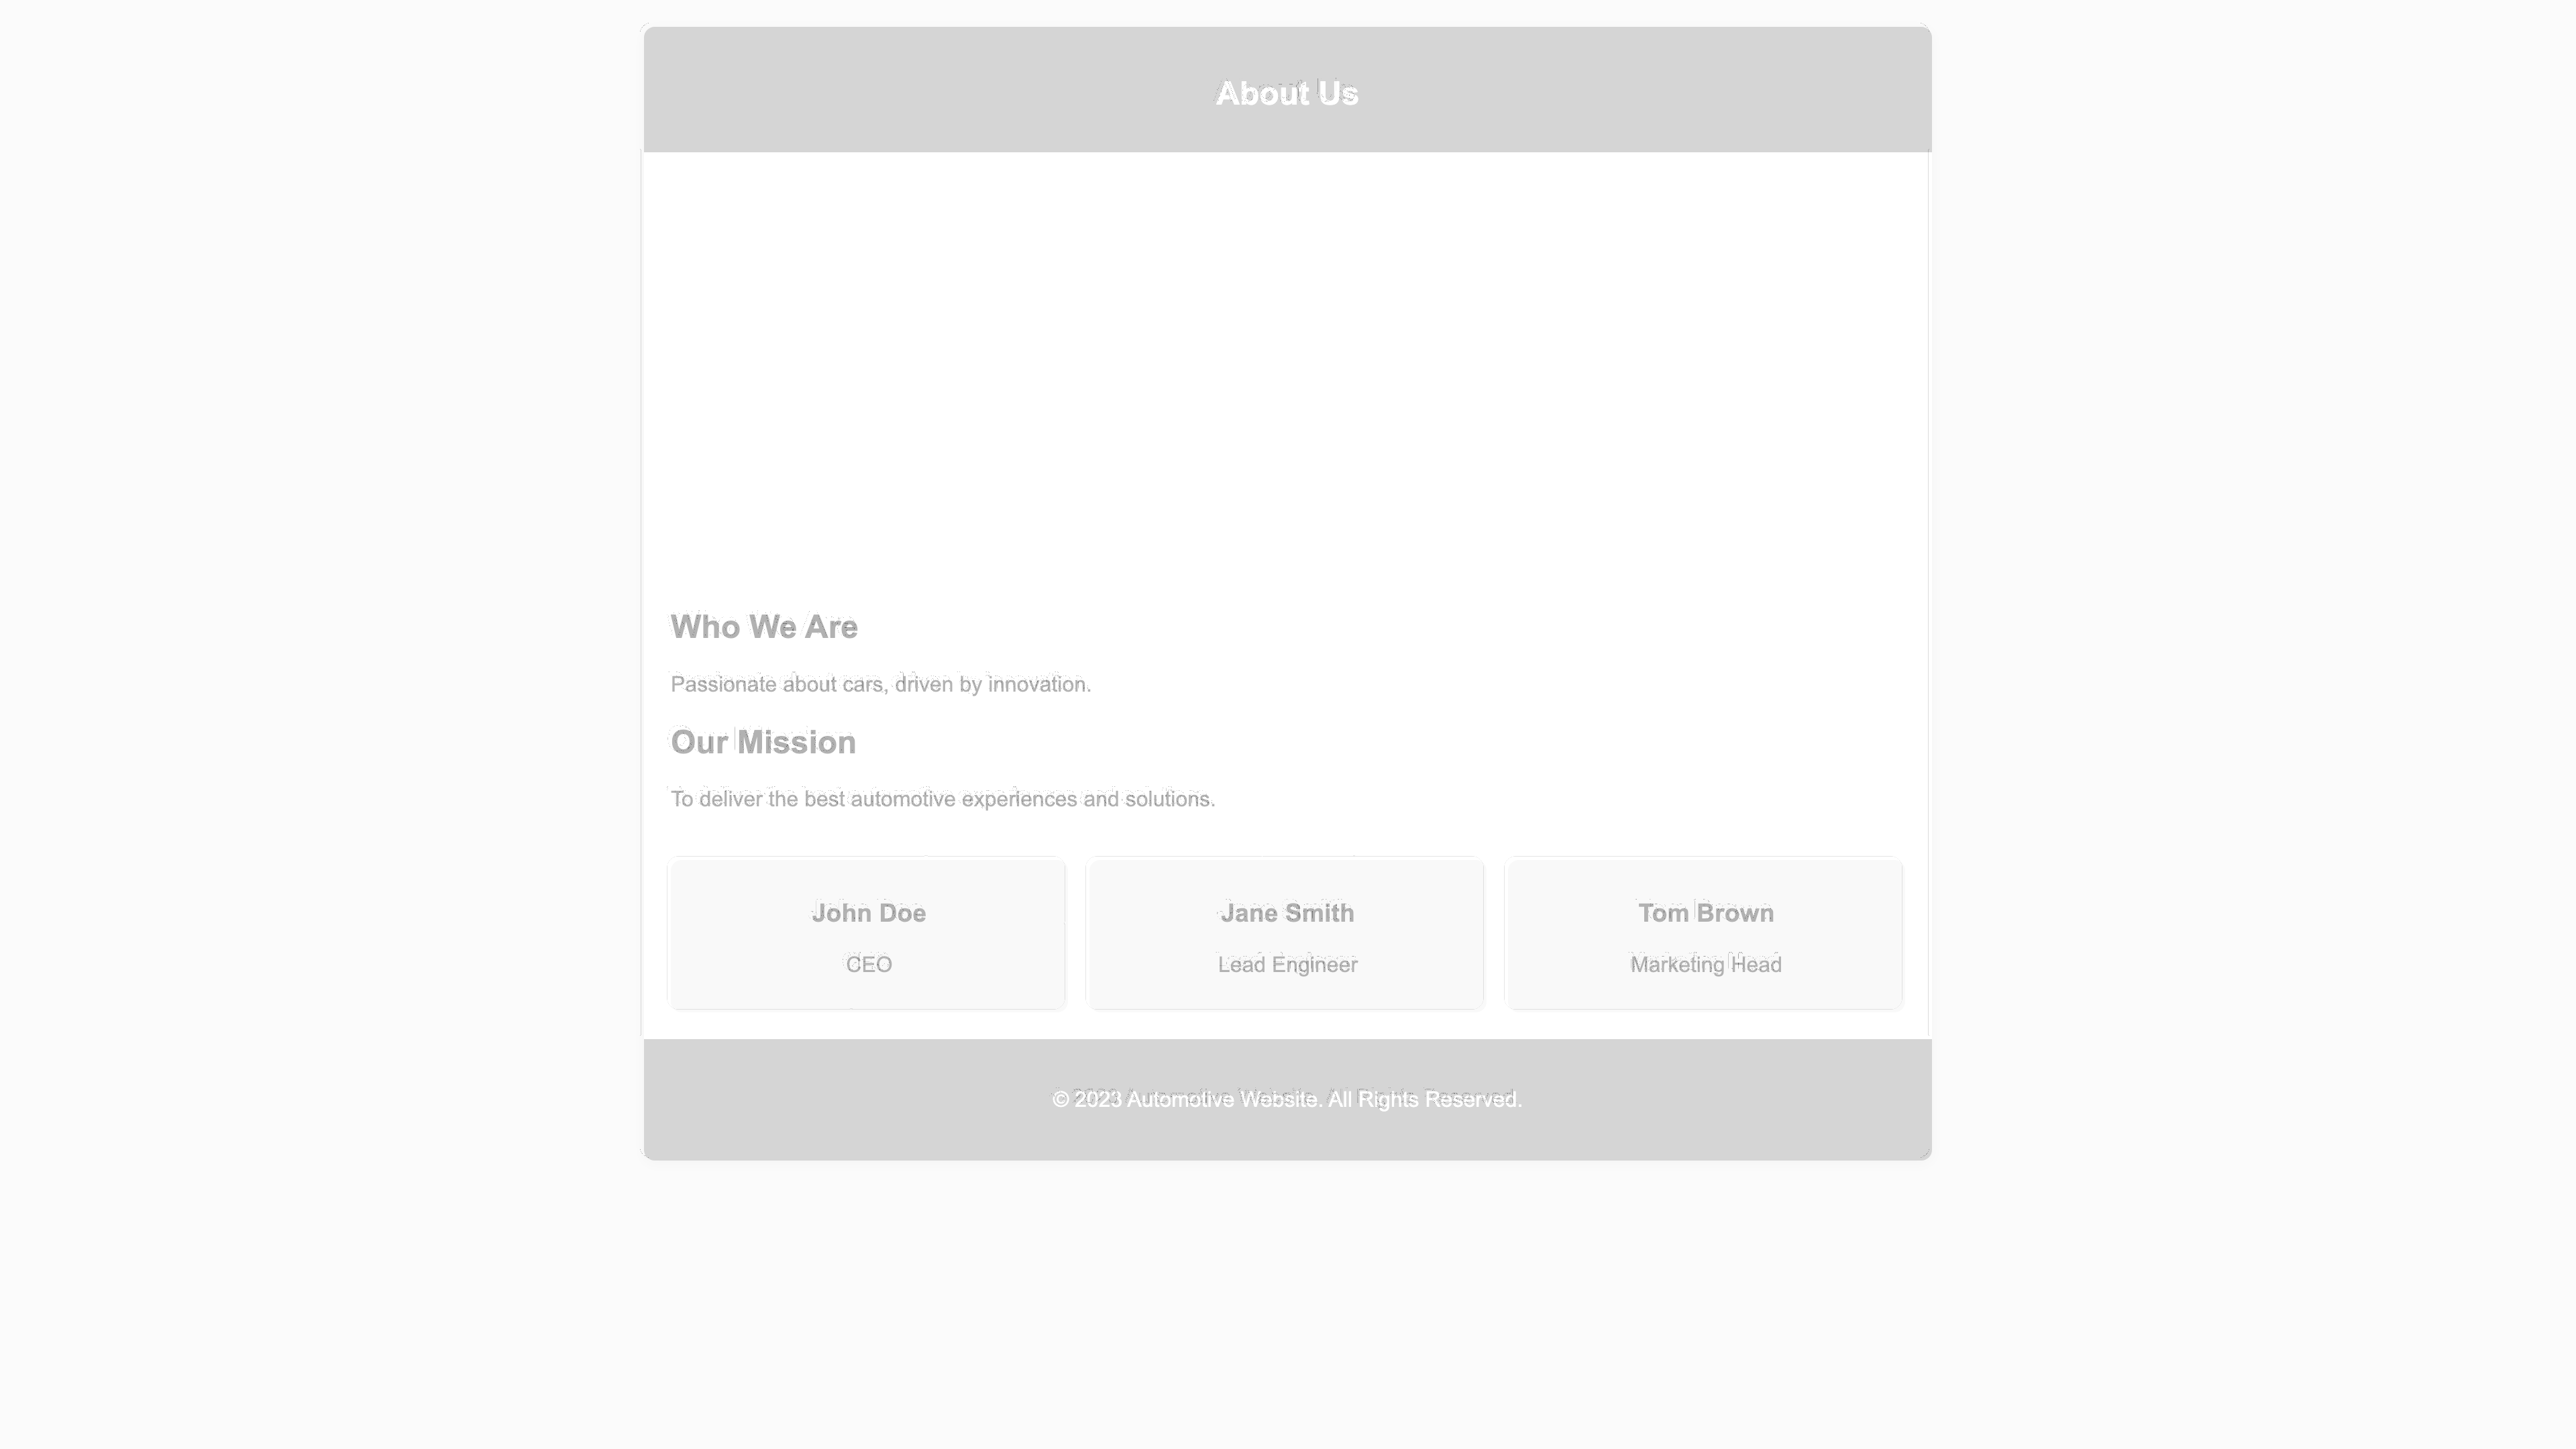 About Us
Who We Are
Passionate about cars, driven by innovation.
Our Mission
To deliver the best automotive experiences and solutions.
John Doe
CEO
Jane Smith
Lead Engineer
Tom Brown
Marketing Head
© 2023 Automotive Website. All Rights Reserved.